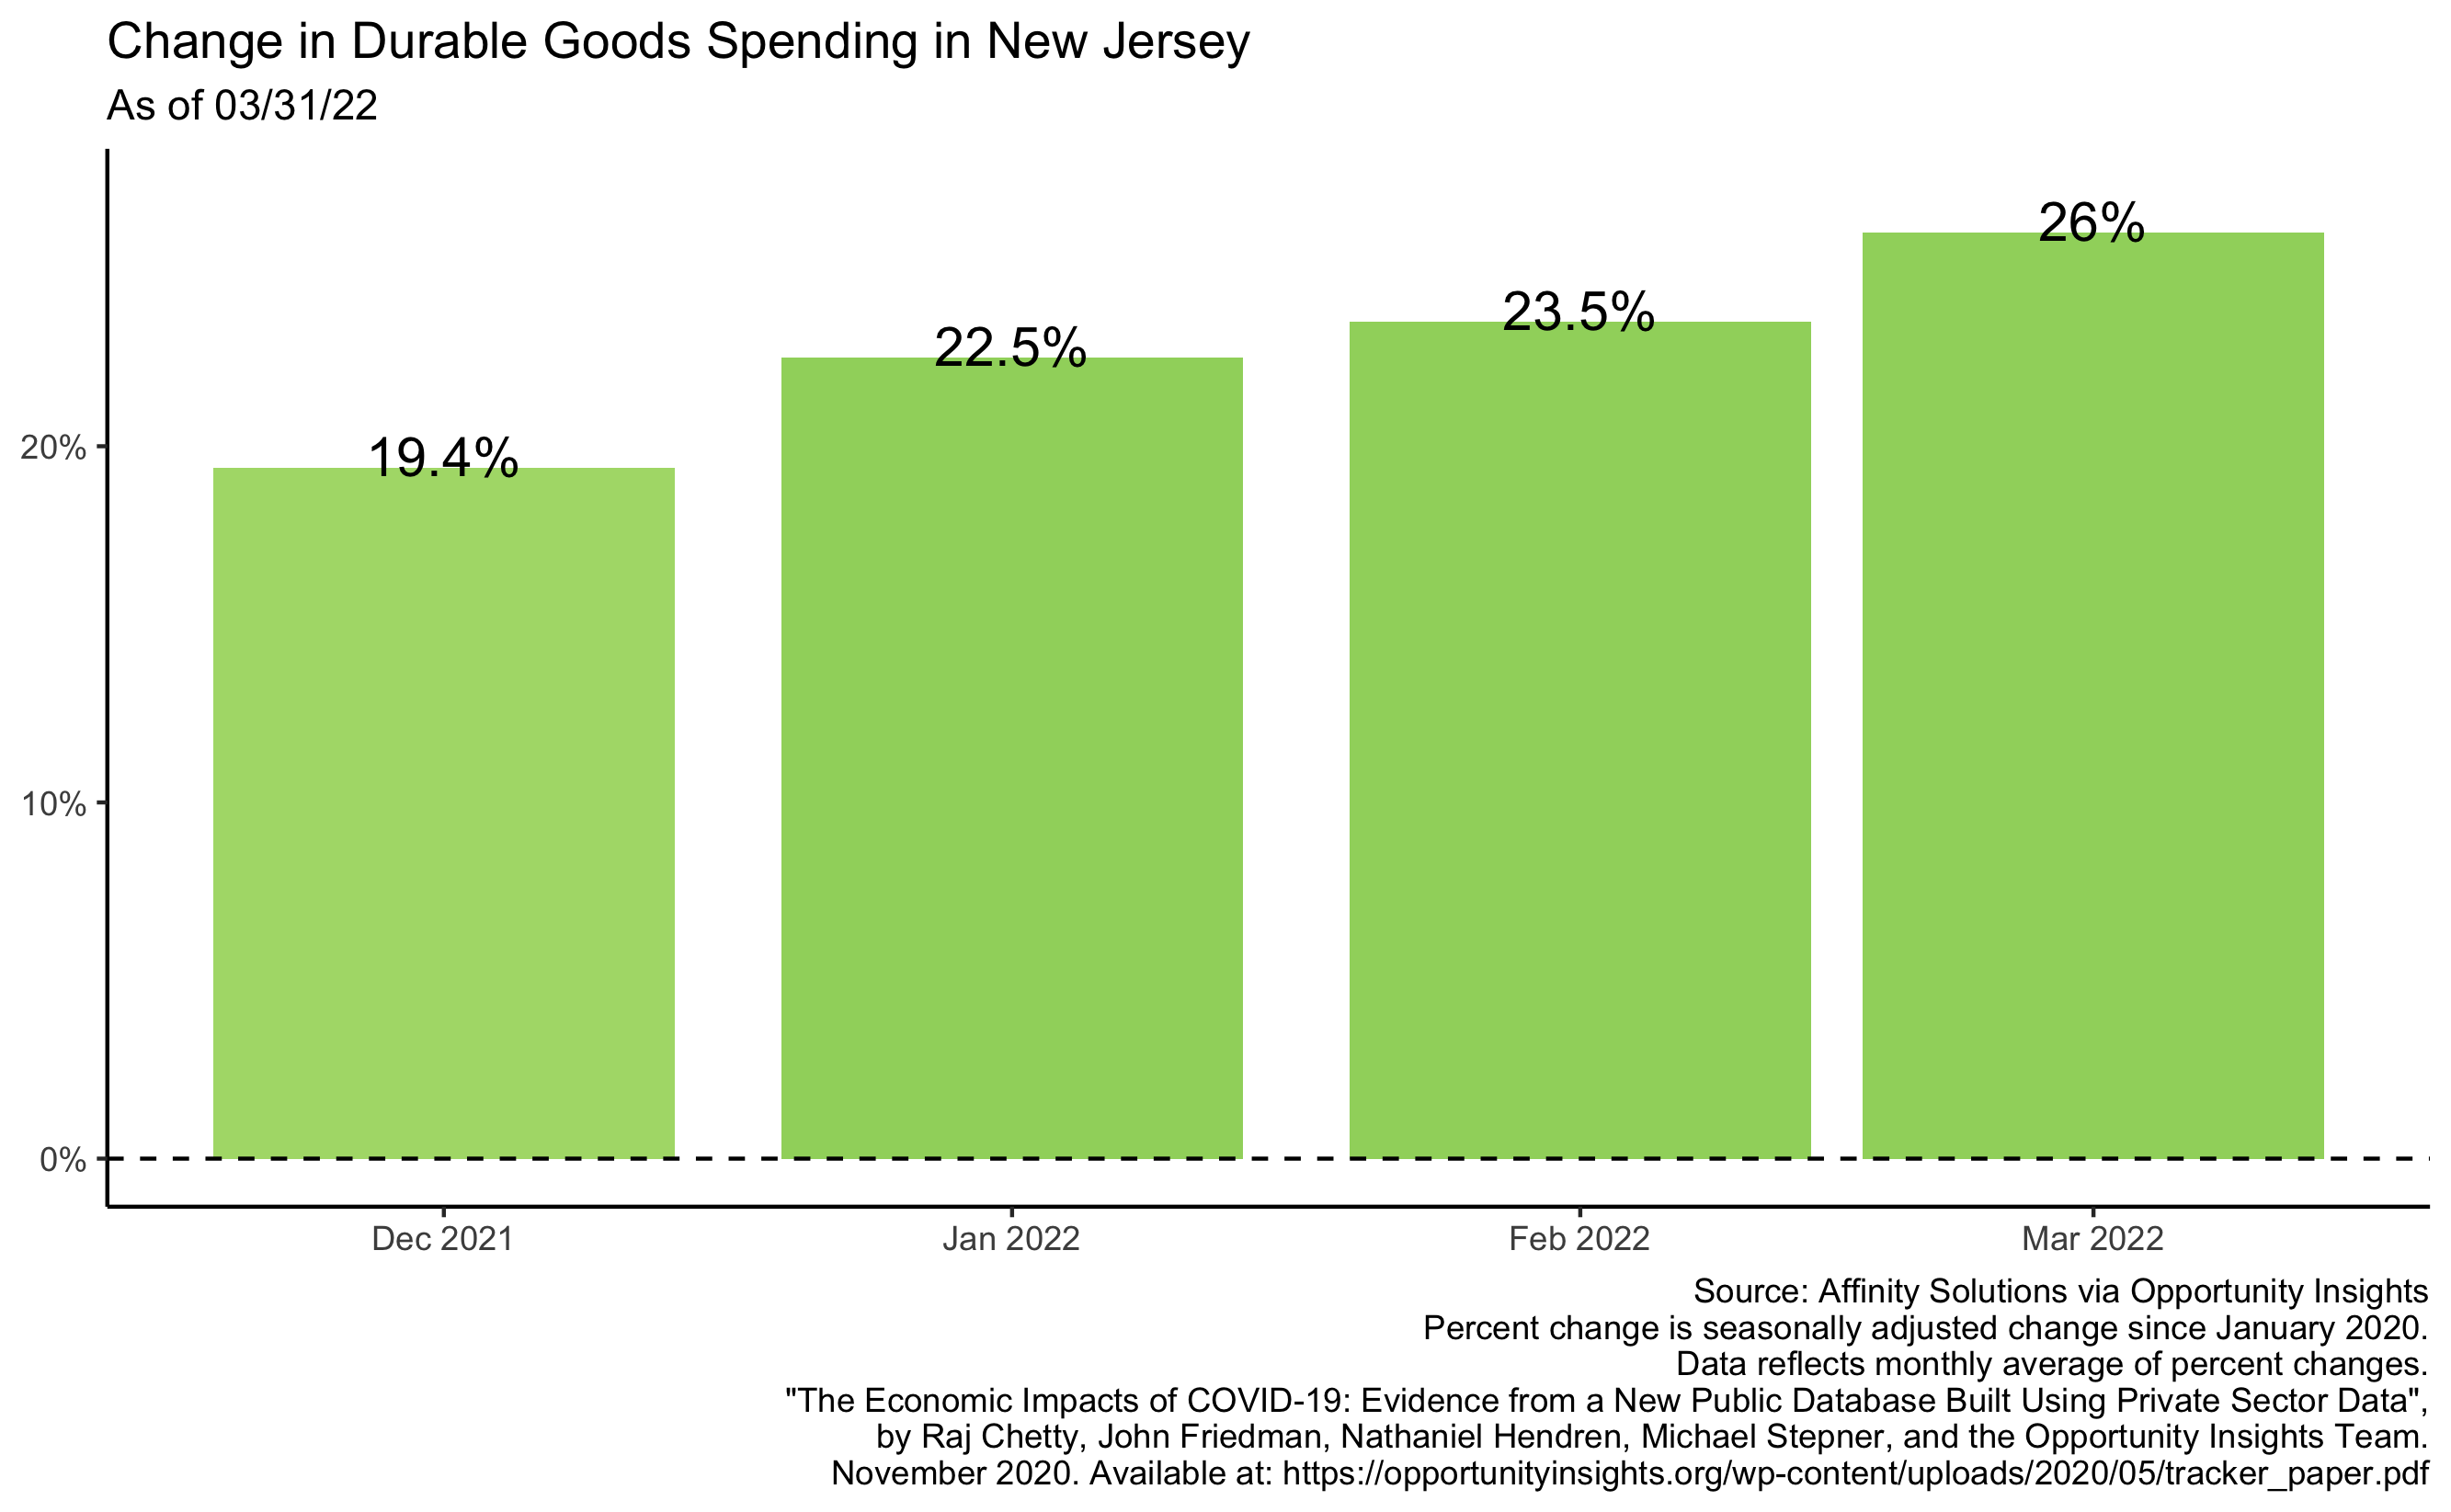 Change in Durable Goods Spending in New Jersey
As of 03/31/22
26%
23.5%
22.5%
19.4%
20%
10%
0%
Dec 2021 Jan 2022 Feb 2022 Mar 2022
Source: Affinity Solutions via Opportunity Insights
Percent change is seasonally adjusted change since January 2020.
Data reflects monthly average of percent changes.
"The Economic Impacts of COVID-19: Evidence from a New Public Database Built Using Private Sector Data",
by Raj Chetty, John Friedman, Nathaniel Hendren, Michael Stepner, and the Opportunity Insights Team.
November 2020. Available at: https://opportunityinsights.org/wp-content/uploads/2020/05/tracker_paper.pdf